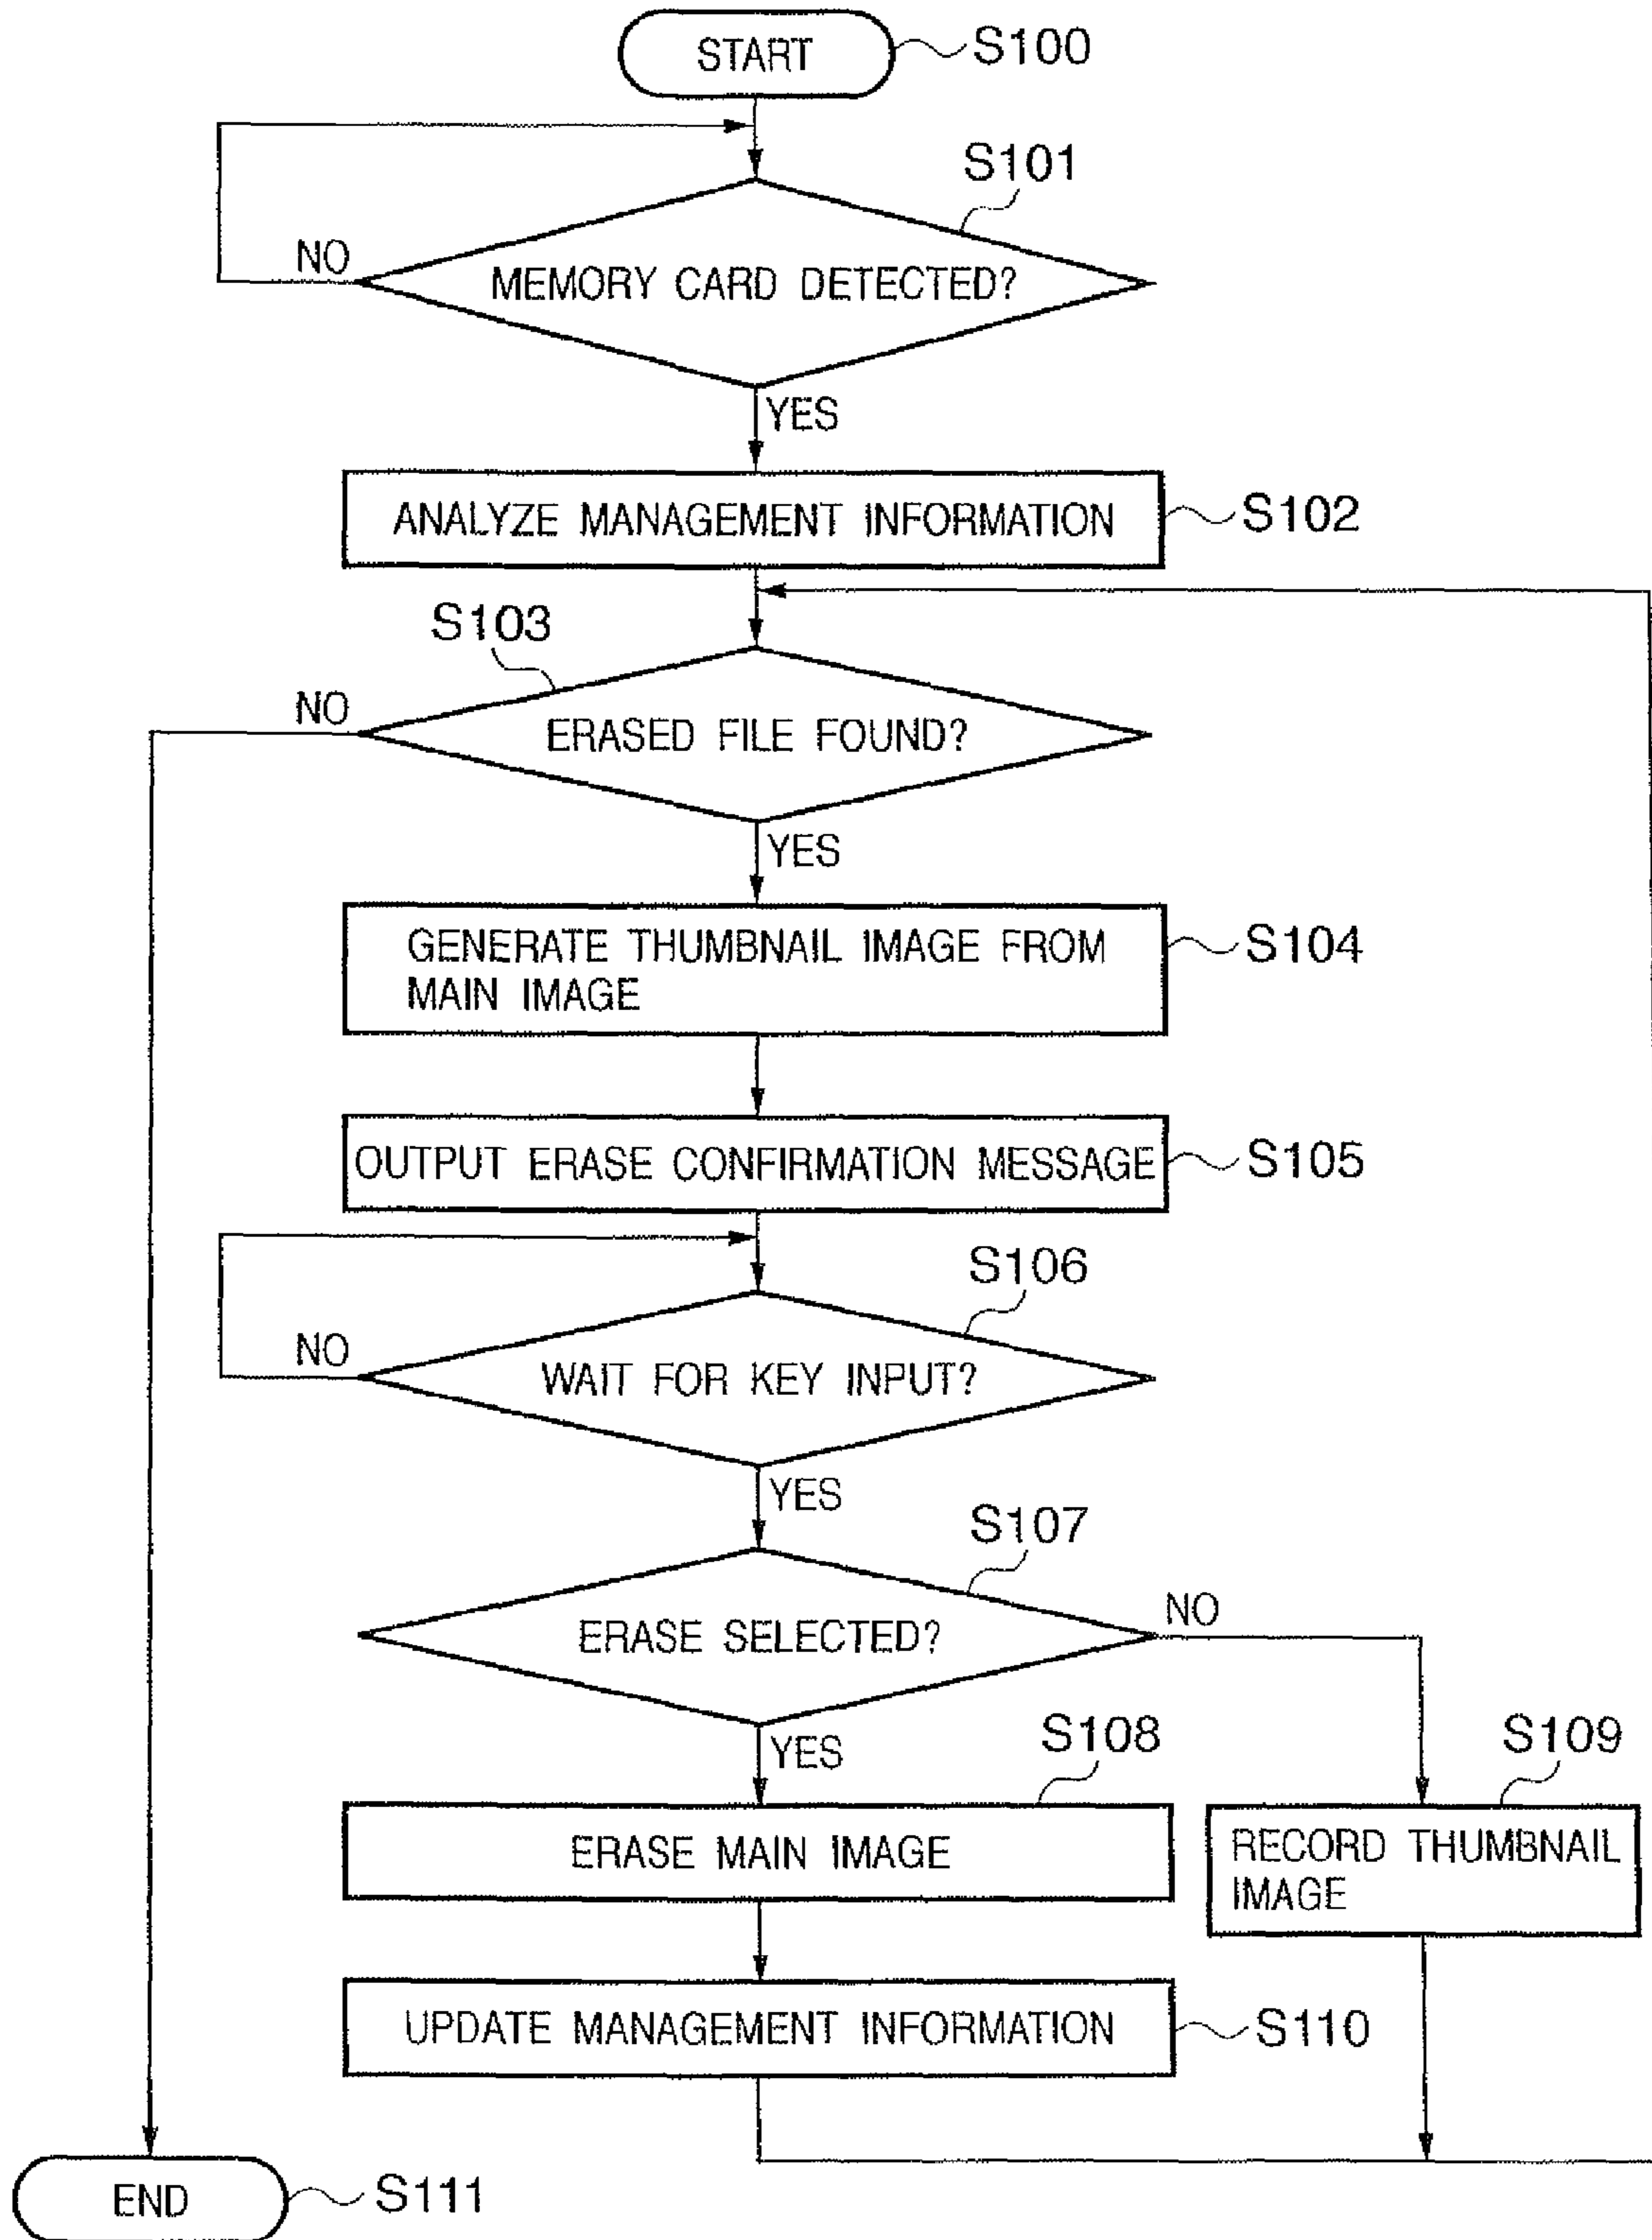 START
S100
S101
NO
MEMORY CARD DETECTED?
YES
ANALYZE MANAGEMENT INFORMATION
S102
S103
NO
ERASED FILE FOUND?
YES
GENERATE THUMBNAIL IMAGE FROM
MAIN IMAGE
S104
OUTPUT ERASE CONFIRMATION MESSAGE
S105
S106
NO
WAIT FOR KEY INPUT?
YES
S107
NO
ERASE SELECTED?
YES
S108
S109
ERASE MAIN IMAGE
RECORD THUMBNAIL
IMAGE
UPDATE MANAGEMENT INFORMATION
S110
END
S111